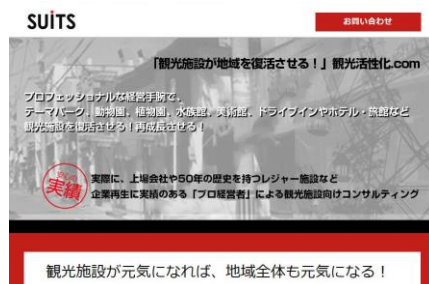 SUiTS
お問い合わせ
「観光施設が地域を復活させる！」観光活性化.com
プロフェッショナルな経営手腕で、
テーマパーク、動物園、植物園、水族館、美術館、ドライブインやホテル・旅館など
観光施設を復活させる！再成長させる！
実績
実際に、上場会社や50年の歴史を持つレジャー施設など
企業再生に実績のある「プロ経営者」による観光施設向けコンサルティング
観光施設が元気になれば、地域全体も元気になる！